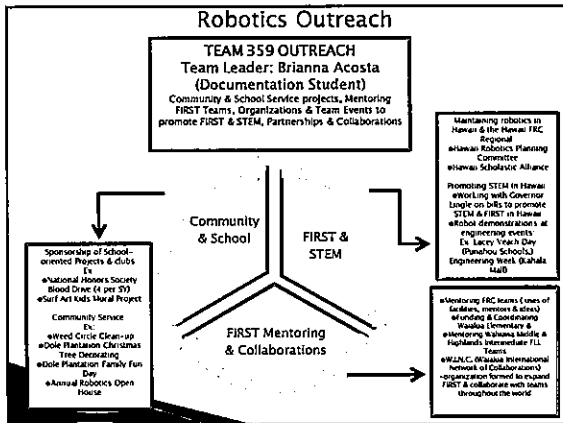 Robotics Outreach
TEAM 359 OUTREACH
Team Leader: Brianna Acosta
(Documentation Student)
Community & School Service projects, Mentoring
FIRST Teams, Organizations & Team Events to
promote FIRST & STEM, Partnerships & Collaborations
Community
& School
FIRST &
STEM
FIRST Mentoring
& Collaborations
Sponsorship of School-
oriented Projects & clubs
Ex
●National Honors Society
Blood Drive (4 per SY)
●Surf Art Kids Mural Project
Community Service
Ex:
●Weed Circle Clean-up
●Dole Plantation Christmas
Tree Decorating
●Dole Plantation Family Fun
Day
●Annual Robotics Open
House
Maintaining robotics in
Hawaii & the Hawaii FRC
Regional
●Hawaii Robotics Planning
Committee
●Hawaii Scholastic Alliance
Promoting STEM in Hawaii
●Working with Governor
Lingle on bills to promote
STEM & FIRST in Hawaii
●Robot demonstrations at
engineering events:
Ex. Lacey Veach Day
(Punahou Schools,)
Engineering Week (Kahala
Mall)
●Mentoring FRC teams ( uses of
facilities, mentors & ideas)
●Funding & Coordinating
Waialua Elementary &
●Mentoring Wahiawa Middle &
Highlands Intermediate FLL
Teams
●W.I.N.C. (Waialua International
Network of Collaborations)
-organization formed to expand
FIRST & collaborate with teams
throughout the world